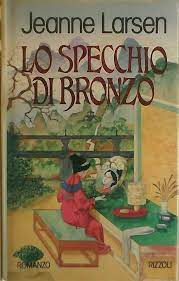 Jeanne Larsen
LO SPECCHIO
DI BRONZO
ROMANZO
RIZZOLI